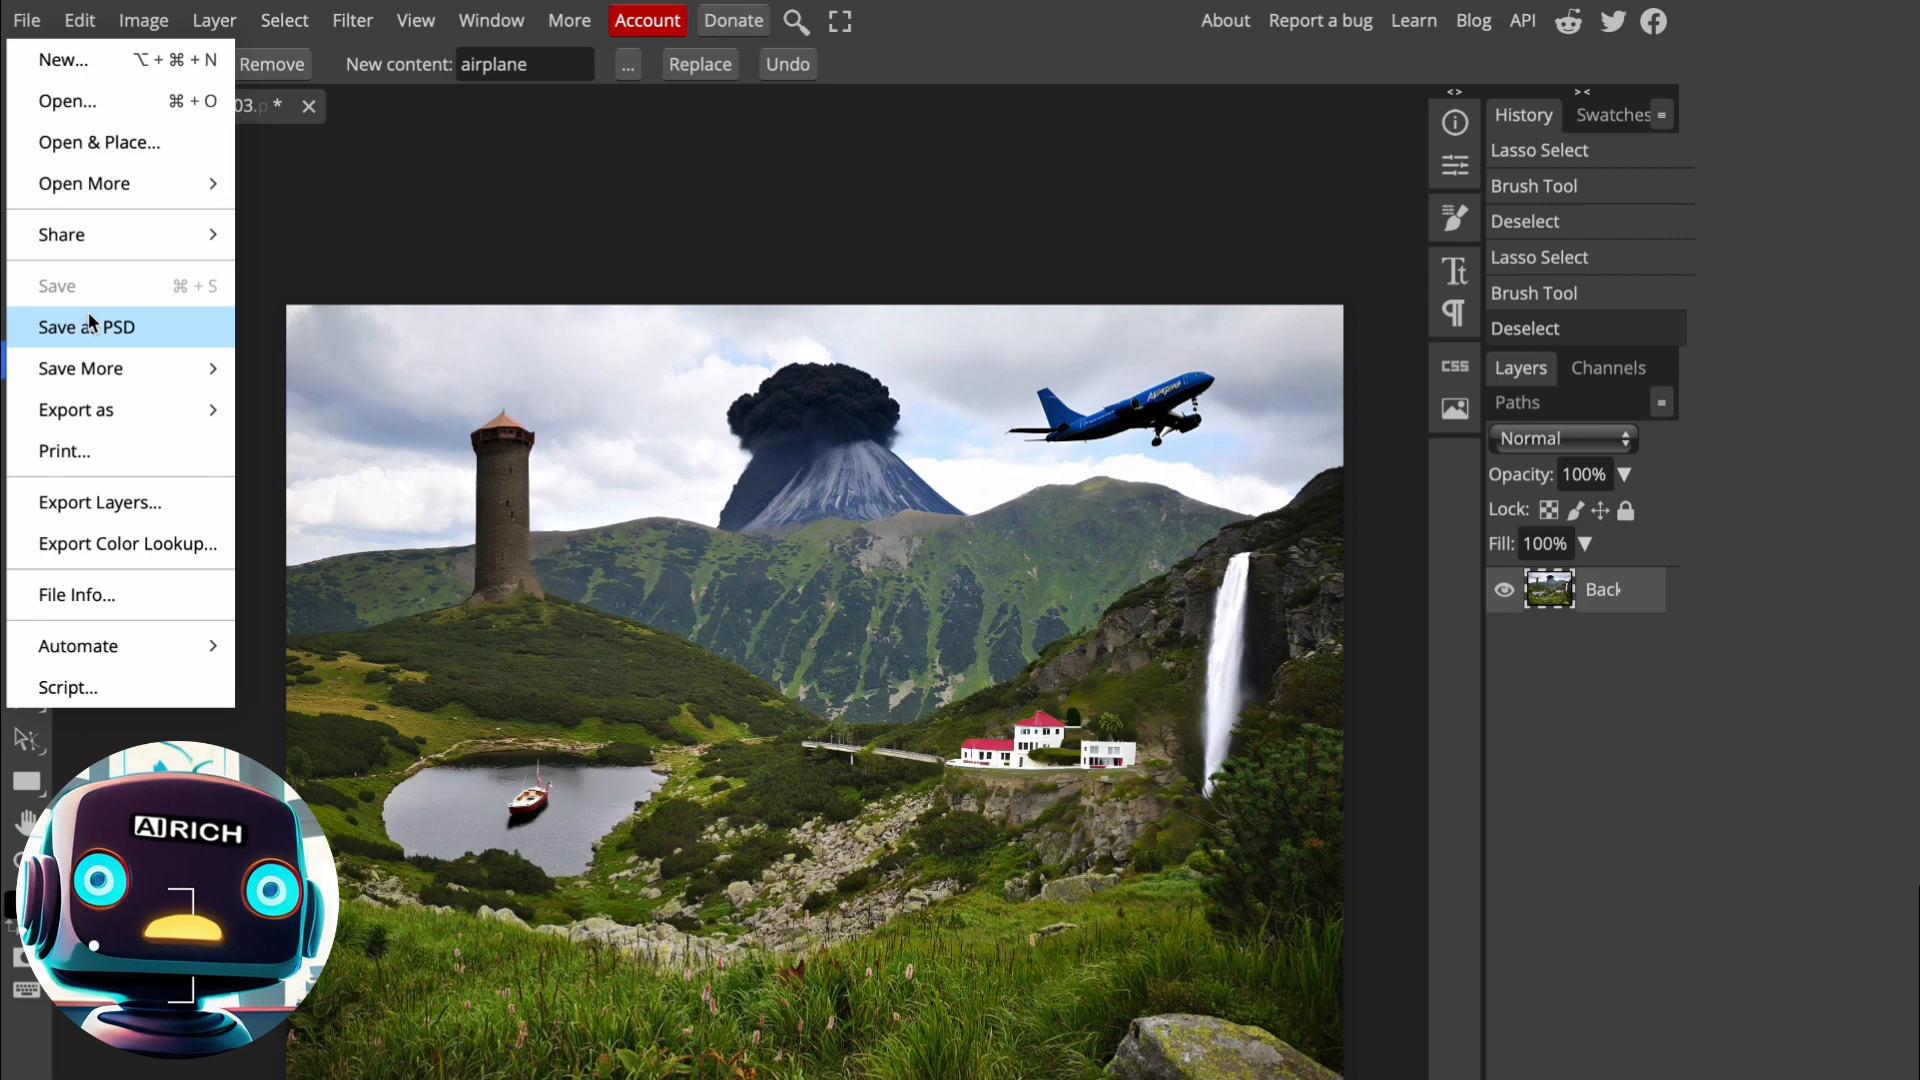 File Edit Image Layer Select Filter View Window More Account Donate About Report a bug Learn Blog API
Remove New content: airplane ... Replace Undo
03.p * ×
New... ⌥ + ⌘ + N
Open... ⌘ + O
Open & Place...
Open More >
Share >
Save ⌘ + S
Save as PSD
Save More >
Export as >
Print...
Export Layers...
Export Color Lookup...
File Info...
Automate >
Script...
<> ><
History Swatches
Lasso Select
Brush Tool
Deselect
Lasso Select
Brush Tool
Deselect
CSS
Layers Channels
Paths
Normal
Opacity: 100%
Lock:
Fill: 100%
Back
AIRICH